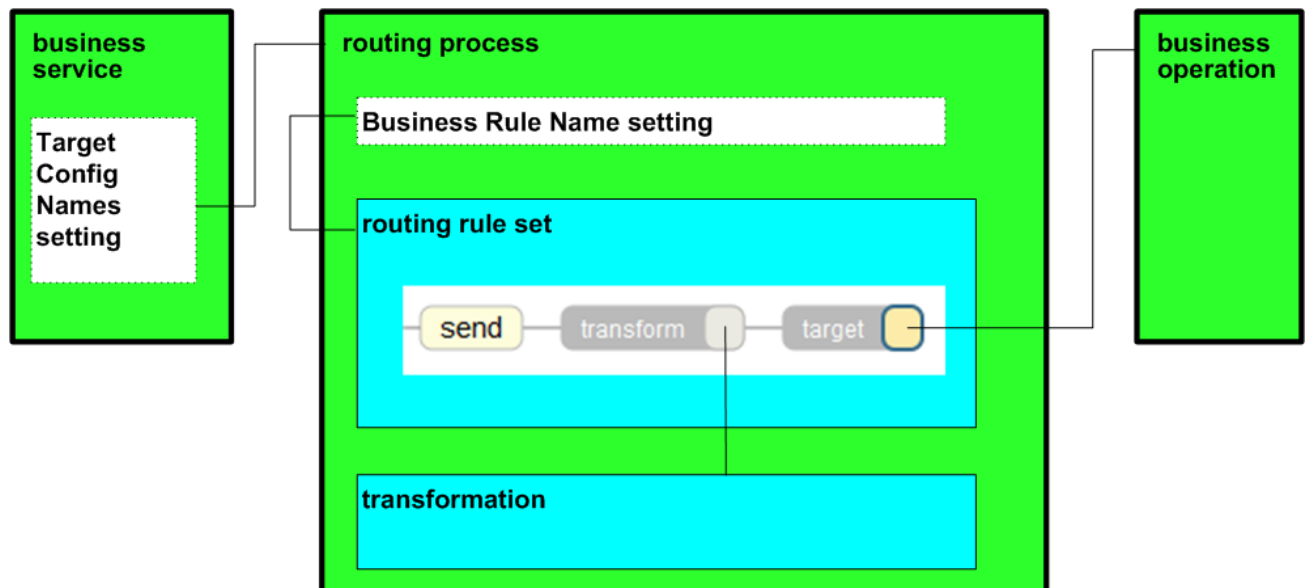 business
service
Target
Config
Names
setting
routing process
Business Rule Name setting
routing rule set
send transform target
transformation
business
operation